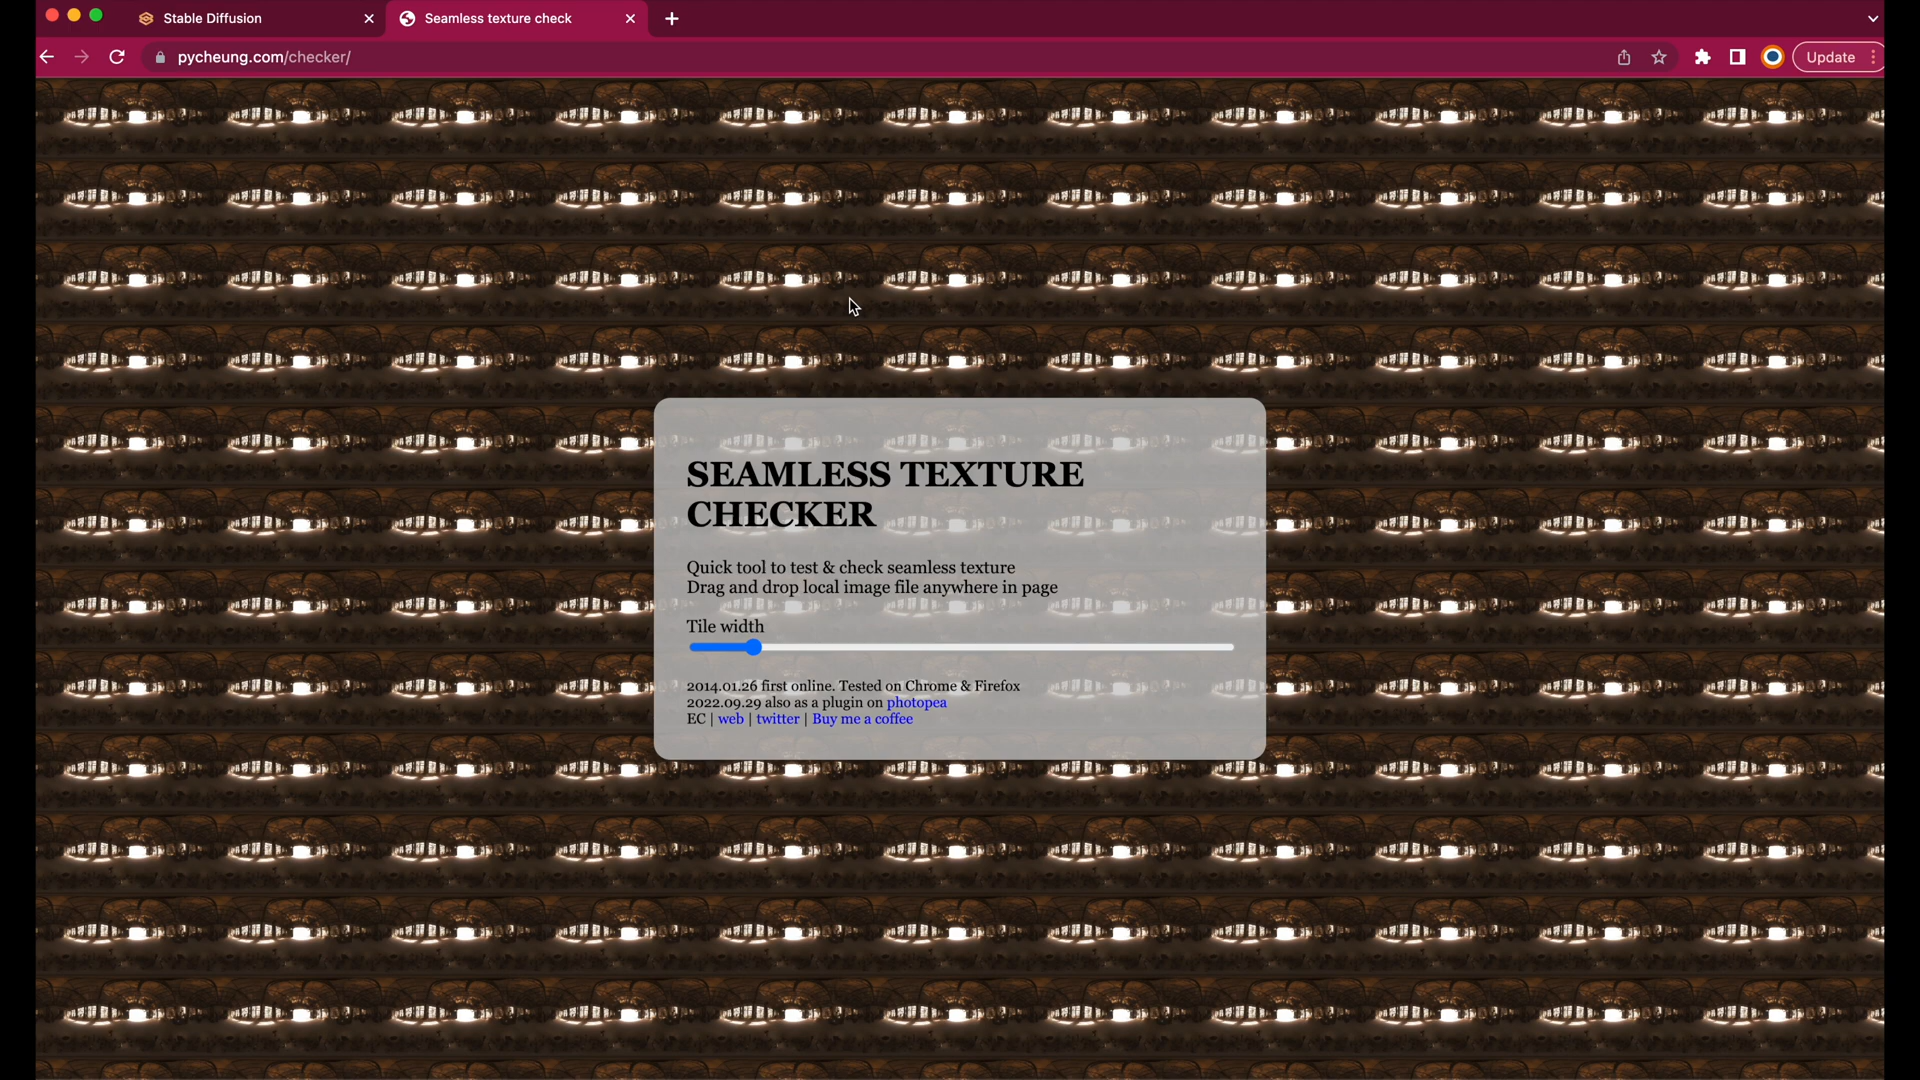 Stable Diffusion
Seamless texture check
pycheung.com/checker/
Update
SEAMLESS TEXTURE
CHECKER
Quick tool to test & check seamless texture
Drag and drop local image file anywhere in page
Tile width
2014.01.26 first online. Tested on Chrome & Firefox
2022.09.29 also as a plugin on photopea
EC | web | twitter | Buy me a coffee